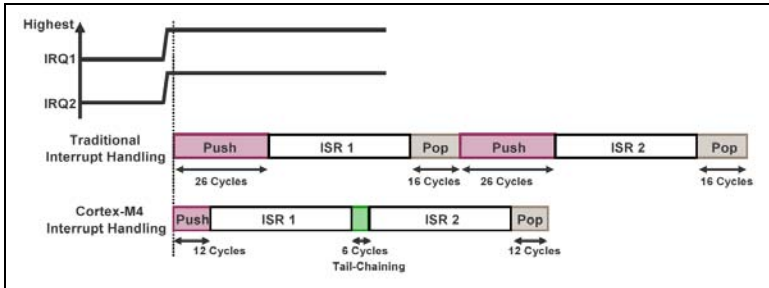 Highest
IRQ1
IRQ2
Traditional
Interrupt Handling
Push ISR 1 Pop Push ISR 2 Pop
26 Cycles 16 Cycles 26 Cycles 16 Cycles
Cortex-M4
Interrupt Handling
Push ISR 1 ISR 2 Pop
12 Cycles 6 Cycles 12 Cycles
Tail-Chaining